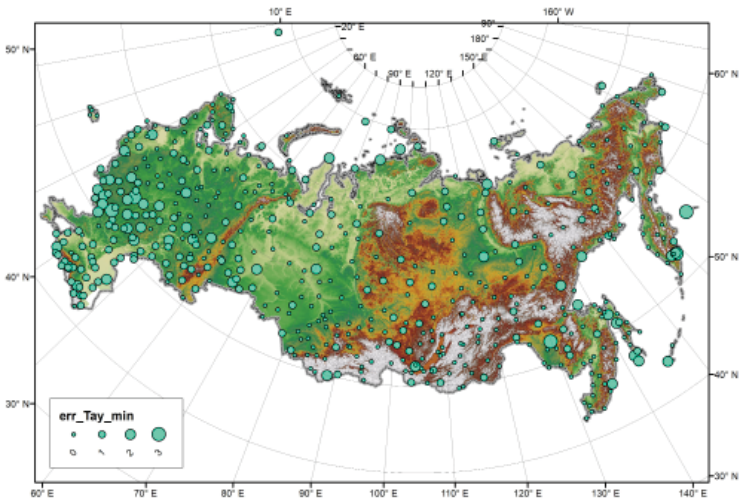 10° E
160° W
20° E
90°
50° N
180°
60° E
150° E
90° E
120° E
60° N
50° N
40° N
40° N
30° N
err_Tay_min
0
1
2
3
30° N
60° E
70° E
80° E
90° E
100° E
110° E
120° E
130° E
140° E